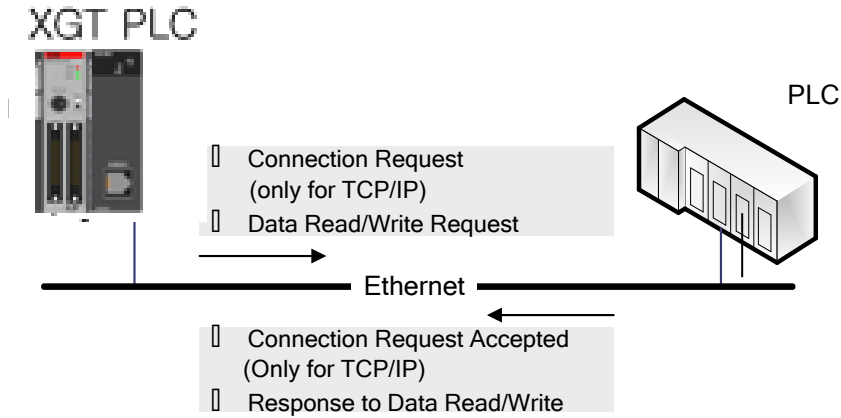 XGT PLC
PLC
Connection Request
(only for TCP/IP)
Data Read/Write Request
Ethernet
Connection Request Accepted
(Only for TCP/IP)
Response to Data Read/Write